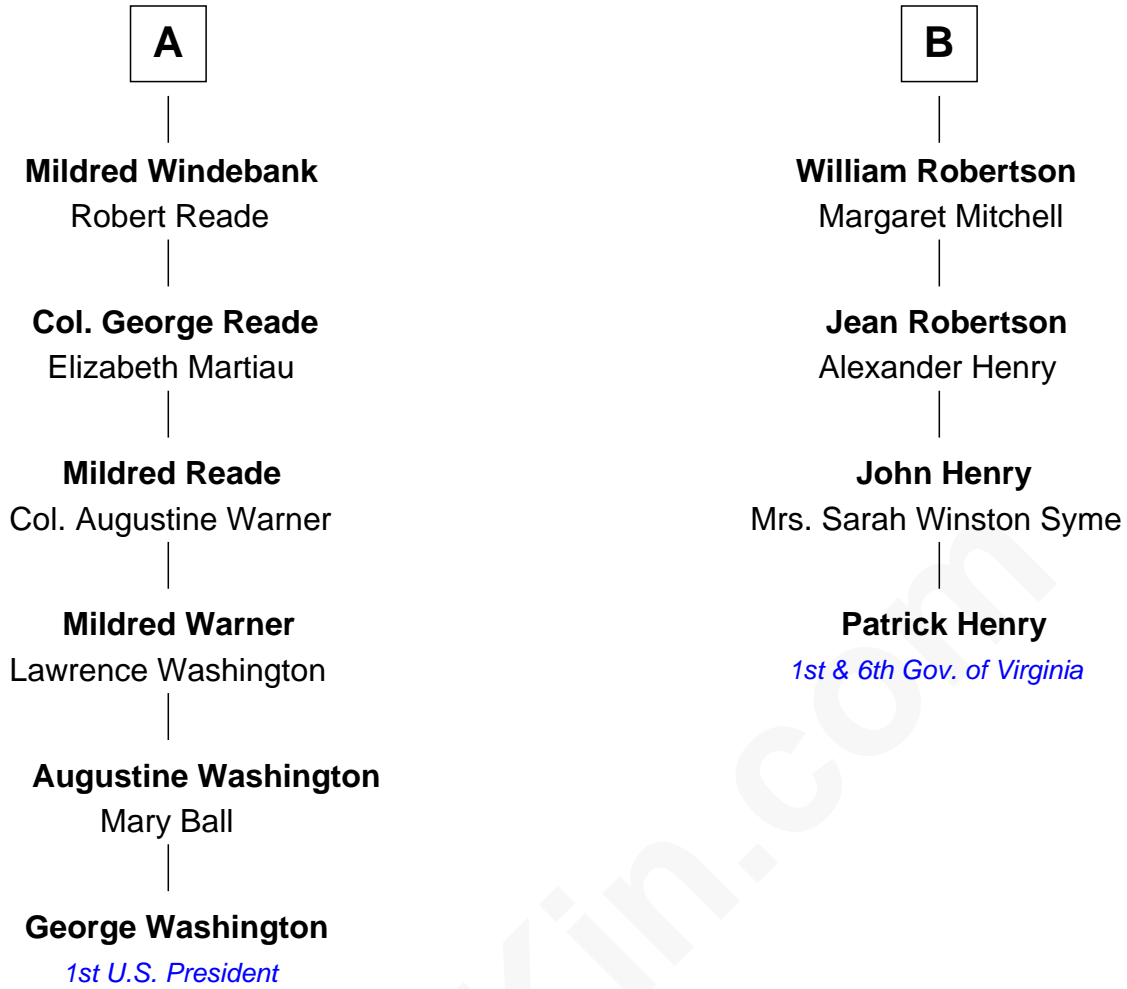 A
Mildred Windebank
Robert Reade
Col. George Reade
Elizabeth Martiau
Mildred Reade
Col. Augustine Warner
Mildred Warner
Lawrence Washington
Augustine Washington
Mary Ball
George Washington
1st U.S. President
B
William Robertson
Margaret Mitchell
Jean Robertson
Alexander Henry
John Henry
Mrs. Sarah Winston Syme
Patrick Henry
1st & 6th Gov. of Virginia
Kin.com